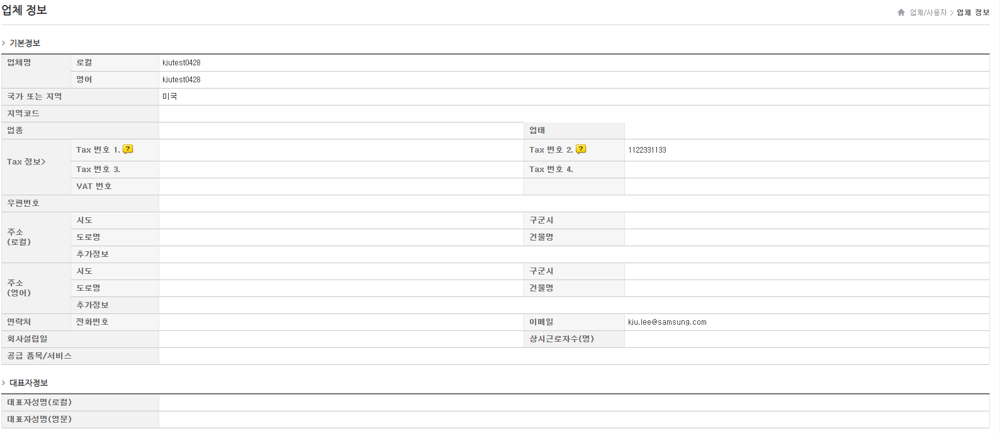 업체 정보
업체/사용자 > 업체 정보
> 기본정보
업체명 로컬 kjutest0428
영어 kjutest0428
국가 또는 지역 미국
지역코드
업종 업태
Tax 정보>
Tax 번호 1. ? Tax 번호 2. ? 1122331133
Tax 번호 3. Tax 번호 4.
VAT 번호
우편번호
주소
(로컬)
시도 구군시
도로명 건물명
추가정보
주소
(영어)
시도 구군시
도로명 건물명
추가정보
연락처 전화번호 이메일 kju.lee@samsung.com
회사설립일 상시근로자수(명)
공급 품목/서비스
> 대표자정보
대표자성명(로컬)
대표자성명(영문)